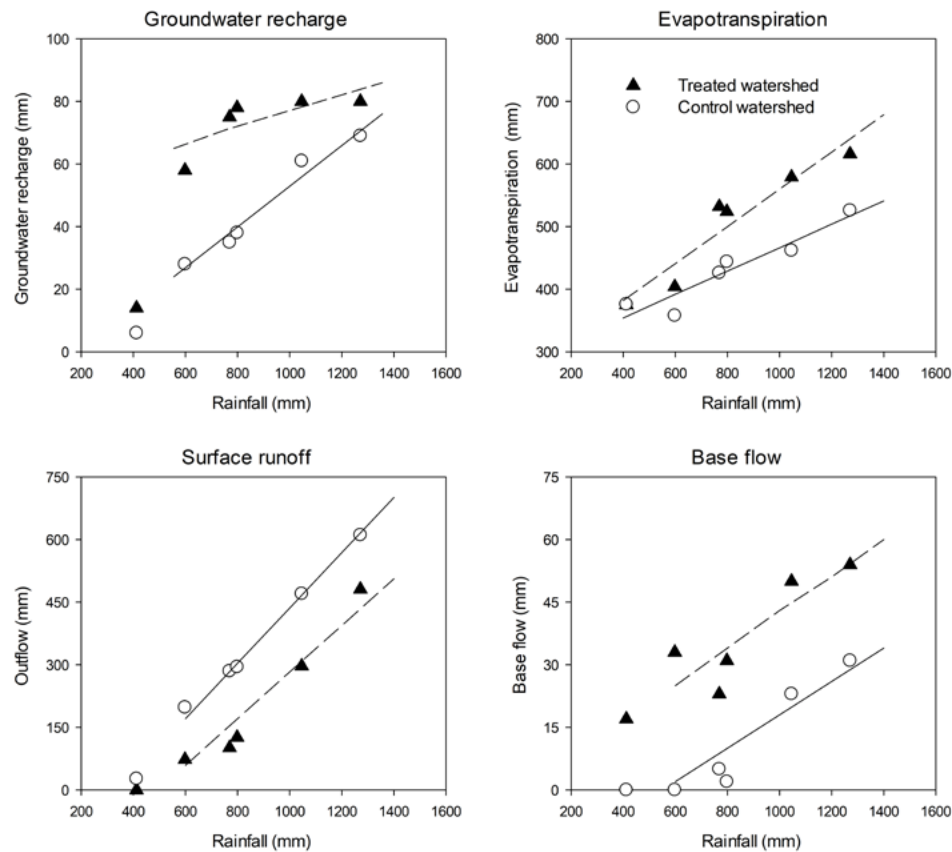 Groundwater recharge
Evapotranspiration
100
80
60
40
20
0
Groundwater recharge (mm)
200 400 600 800 1000 1200 1400 1600
Rainfall (mm)
800
700
600
500
400
300
Evapotranspiration (mm)
Treated watershed
Control watershed
200 400 600 800 1000 1200 1400 1600
Rainfall (mm)
Surface runoff
Base flow
750
600
450
300
150
0
Outflow (mm)
200 400 600 800 1000 1200 1400 1600
Rainfall (mm)
75
60
45
30
15
0
Base flow (mm)
200 400 600 800 1000 1200 1400 1600
Rainfall (mm)